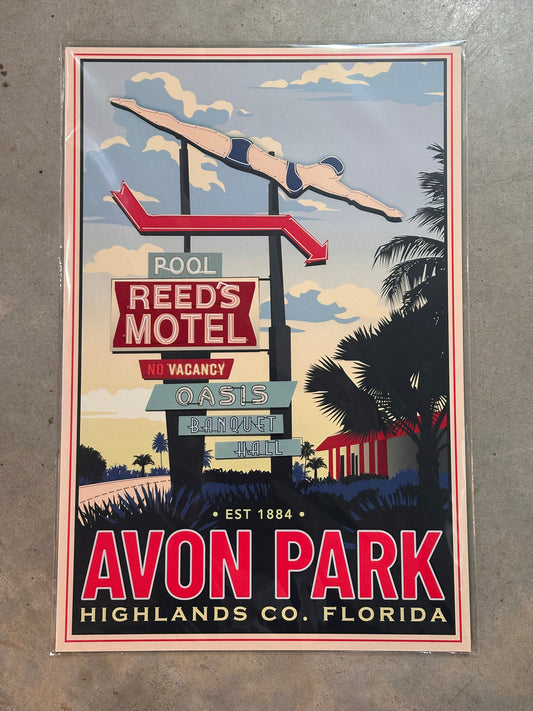 POOL
REED'S
MOTEL
NO VACANCY
OASIS
BANQUET
HALL
• EST 1884 •
AVON PARK
HIGHLANDS CO. FLORIDA